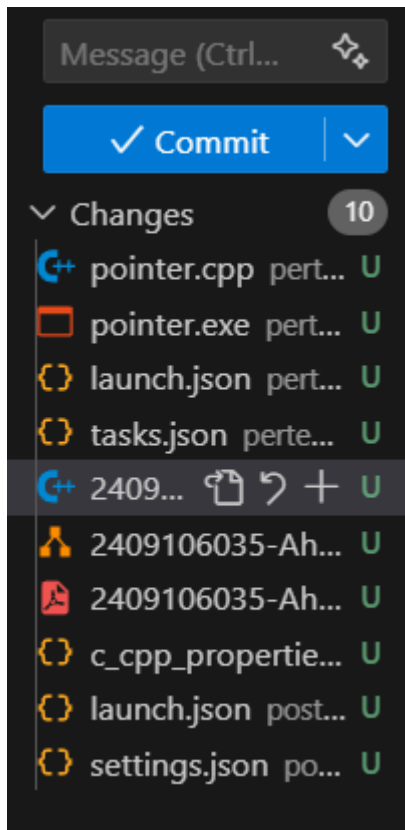 Message (Ctrl...
Commit
Changes 10
pointer.cpp pert... U
pointer.exe pert... U
launch.json pert... U
tasks.json perte... U
2409... U
2409106035-Ah... U
2409106035-Ah... U
c_cpp_propertie... U
launch.json post... U
settings.json po... U